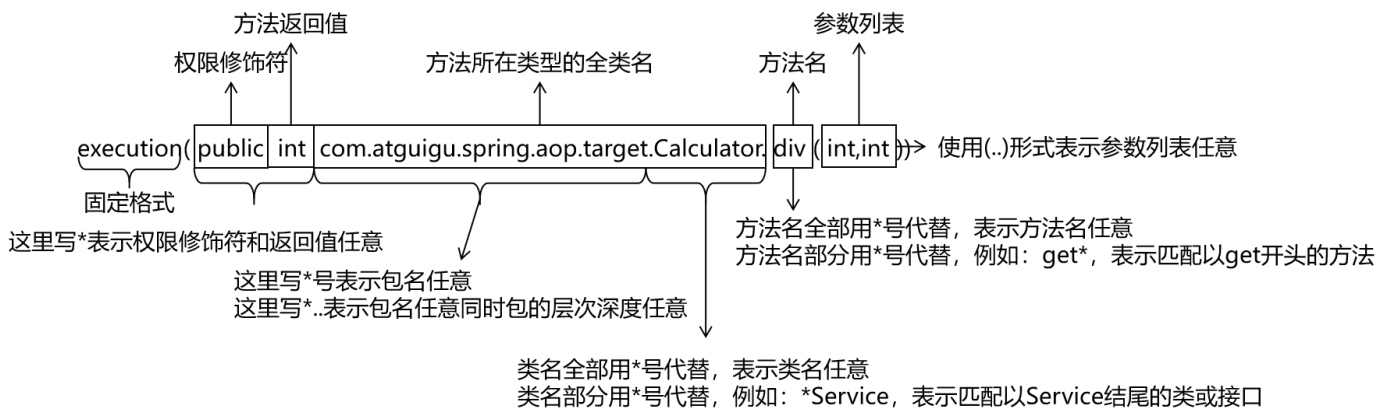 方法返回值
参数列表
权限修饰符
方法所在类型的全类名
方法名
execution(public int com.atguigu.spring.aop.target.Calculator.div(int,int))
使用(..)形式表示参数列表任意
固定格式
这里写*表示权限修饰符和返回值任意
方法名全部用*号代替，表示方法名任意
方法名部分用*号代替，例如：get*，表示匹配以get开头的方法
这里写*号表示包名任意
这里写*..表示包名任意同时包的层次深度任意
类名全部用*号代替，表示类名任意
类名部分用*号代替，例如：*Service，表示匹配以Service结尾的类或接口